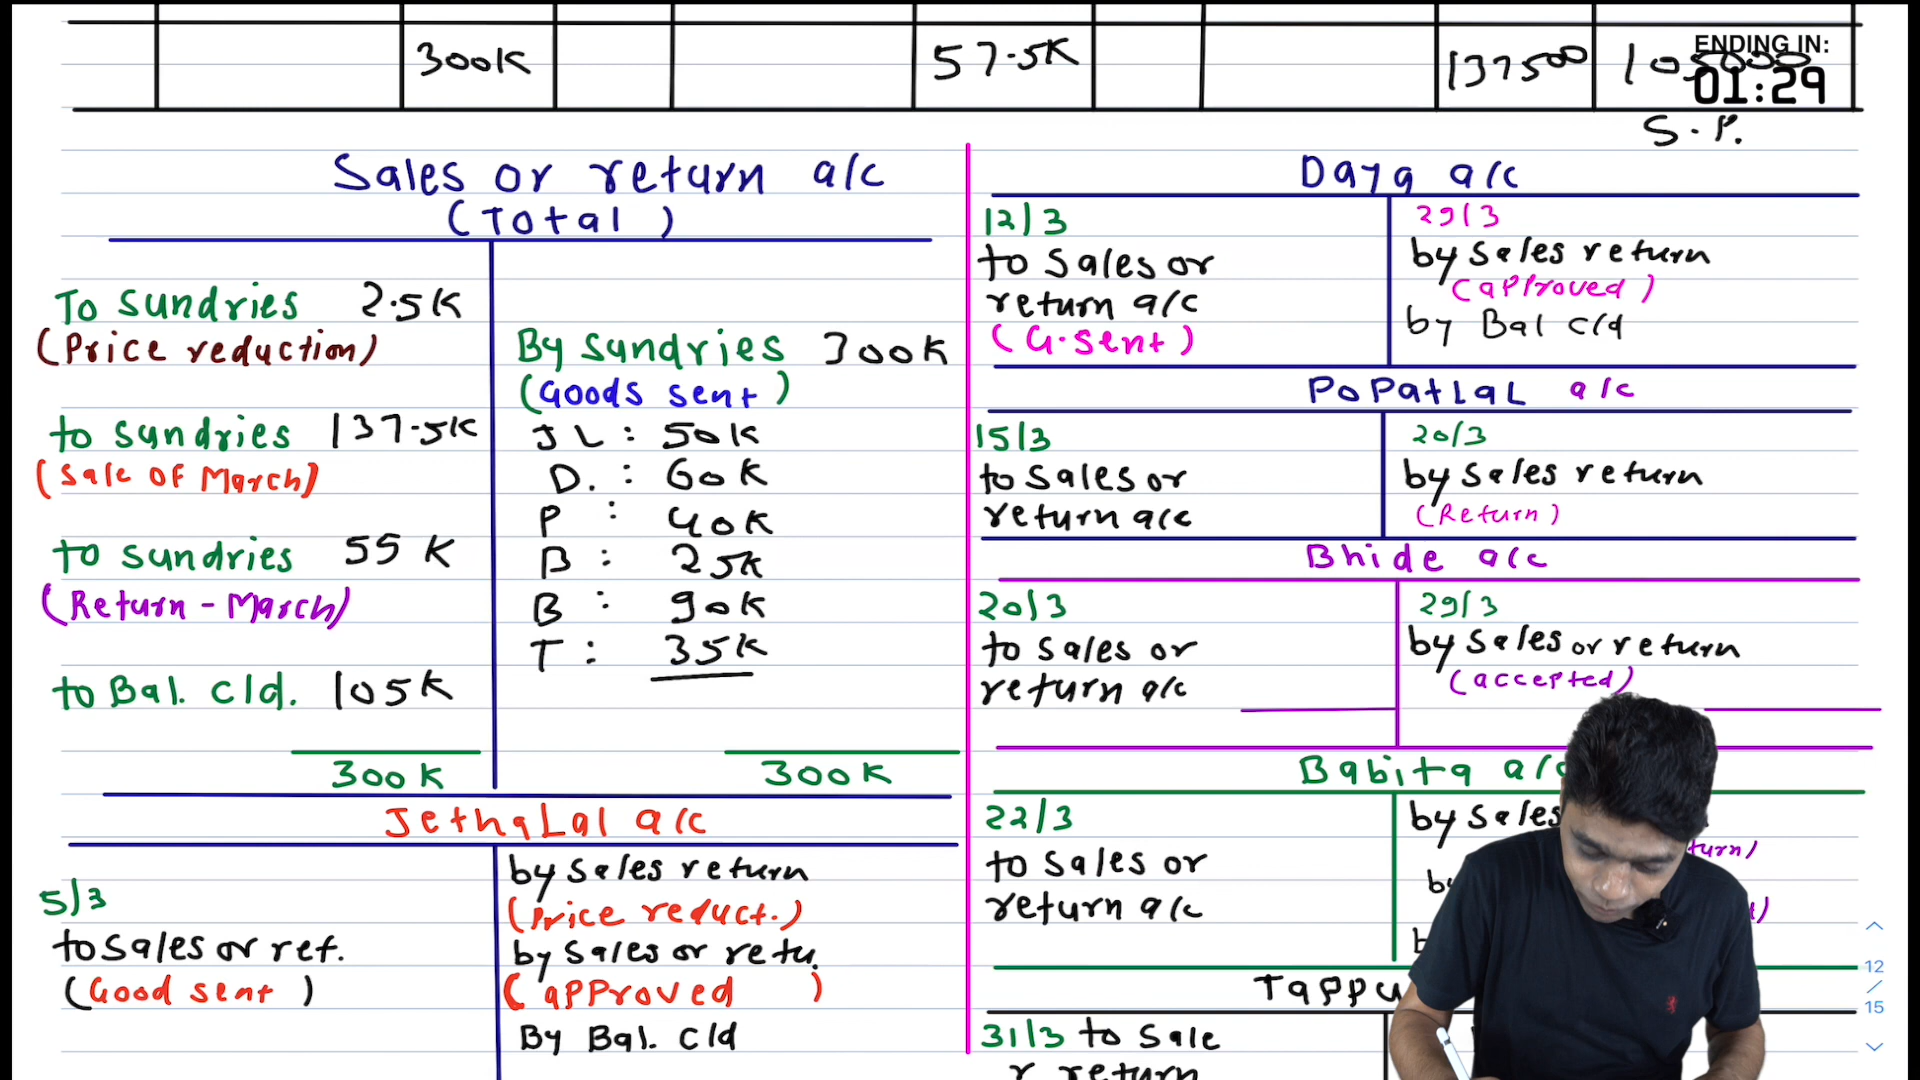 300K 57.5K 137500
ENDING IN:
01:29
S.P.
Sales or return a/c
(Total)
To sundries 2.5K
(Price reduction)
to sundries 137.5K
(Sale of March)
to sundries 55 K
(Return - March)
to Bal. c/d. 105K
300K
By sundries 300K
(Goods sent)
JL : 50K
D. : 60K
P : 40K
B : 25K
B : 90K
T : 35K
300K
JethaLal a/c
5/3
to Sales or ret.
(Good sent)
by Sales return
(Price reduct.)
by Sales or retu.
(approved)
By Bal. c/d
Daya a/c
12/3
to Sales or
return a/c
(G.sent)
29/3
by Sales return
(approved)
by Bal c/d
PoPatLaL a/c
15/3
to Sales or
return a/c
20/3
by Sales return
(Return)
Bhide a/c
20/3
to Sales or
return a/c
29/3
by Sales or return
(accepted)
Babita a/c
22/3
to Sales or
return a/c
by Sales
Tappu
31/3 to Sale
r return
12
/
15